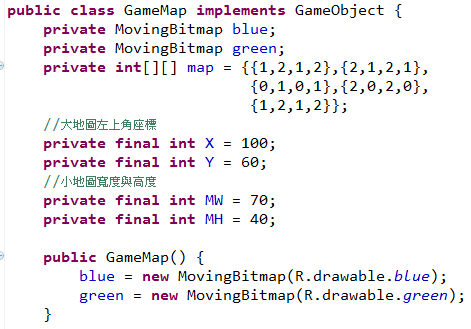 public class GameMap implements GameObject {
    private MovingBitmap blue;
    private MovingBitmap green;
    private int[][] map = {{1,2,1,2},{2,1,2,1},
                           {0,1,0,1},{2,0,2,0},
                           {1,2,1,2}};
    //大地圖左上角座標
    private final int X = 100;
    private final int Y = 60;
    //小地圖寬度與高度
    private final int MW = 70;
    private final int MH = 40;

    public GameMap() {
        blue = new MovingBitmap(R.drawable.blue);
        green = new MovingBitmap(R.drawable.green);
    }